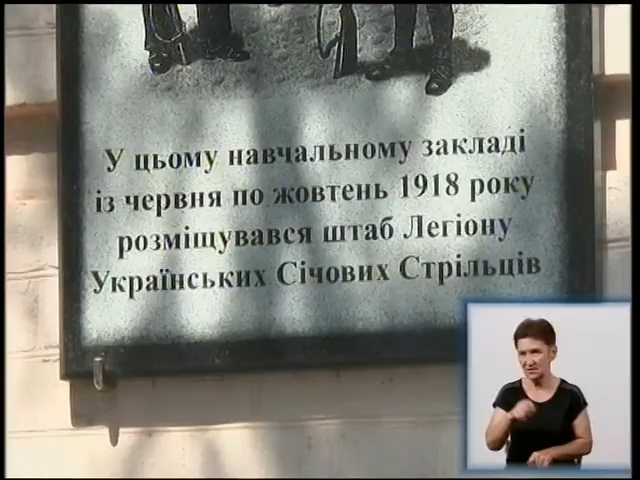 У цьому навчальному закладі
із червня по жовтень 1918 року
розміщувався штаб Легіону
Українських Січових Стрільців